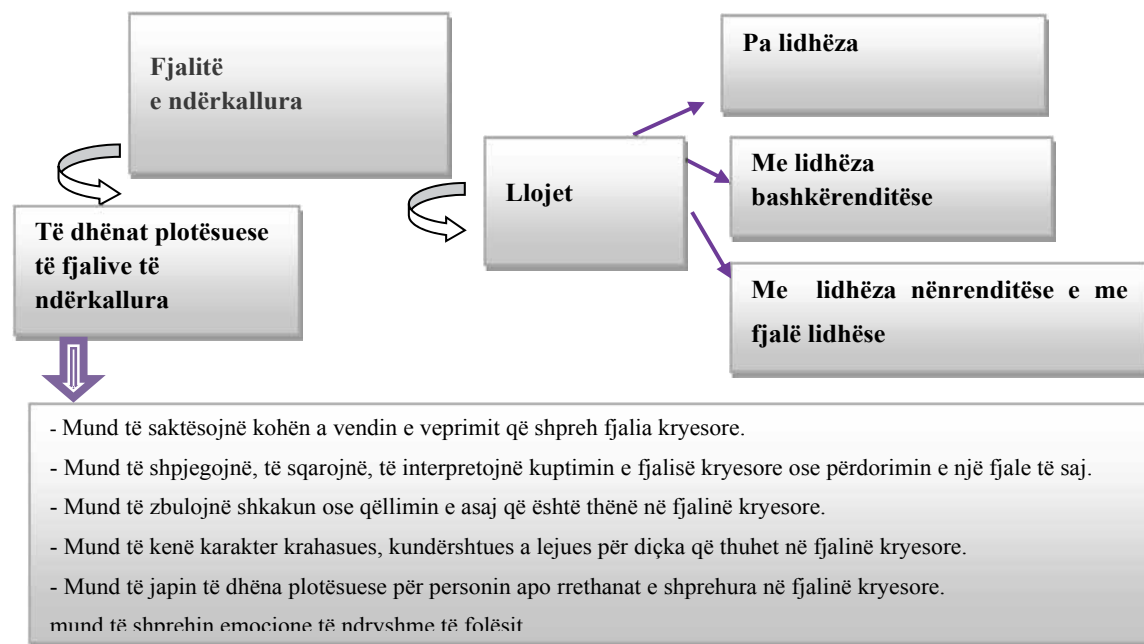 Fjalitë
e ndërkallura
Pa lidhëza
Llojet
Me lidhëza
bashkërenditëse
Të dhënat plotësuese
të fjalive të
ndërkallura
Me lidhëza nënrenditëse e me
fjalë lidhëse
- Mund të saktësojnë kohën a vendin e veprimit që shpreh fjalia kryesore.
- Mund të shpjegojnë, të sqarojnë, të interpretojnë kuptimin e fjalisë kryesore ose përdorimin e një fjale të saj.
- Mund të zbulojnë shkakun ose qëllimin e asaj që është thënë në fjalinë kryesore.
- Mund të kenë karakter krahasues, kundërshtues a lejues për diçka që thuhet në fjalinë kryesore.
- Mund të japin të dhëna plotësuese për personin apo rrethanat e shprehura në fjalinë kryesore.
mund të shprehin emocione të ndryshme të folësit